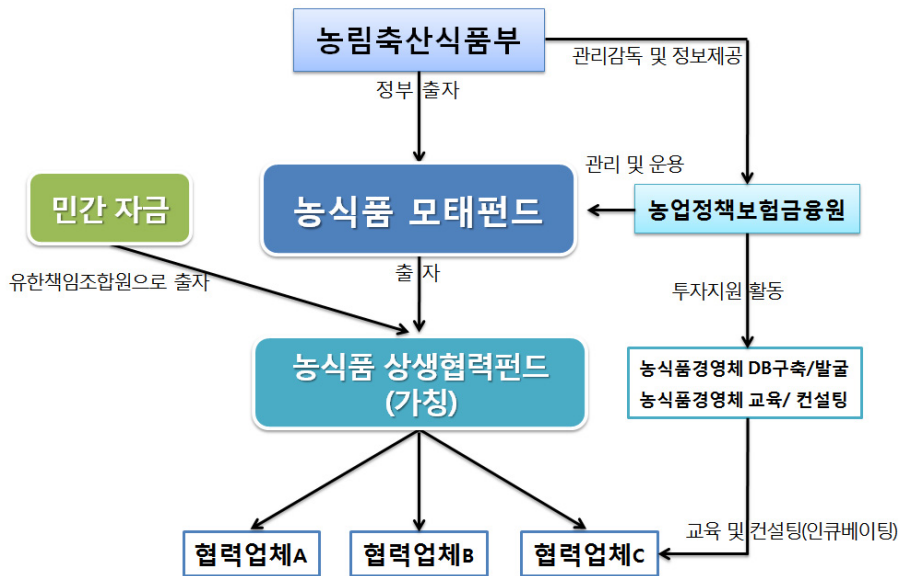 농림축산식품부
관리감독 및 정보제공
정부 출자
관리 및 운용
민간 자금
농식품 모태펀드
농업정책보험금융원
유한책임조합원으로 출자
출 자
투자지원 활동
농식품 상생협력펀드
(가칭)
농식품경영체 DB구축/발굴
농식품경영체 교육/ 컨설팅
교육 및 컨설팅(인큐베이팅)
협력업체A
협력업체B
협력업체C